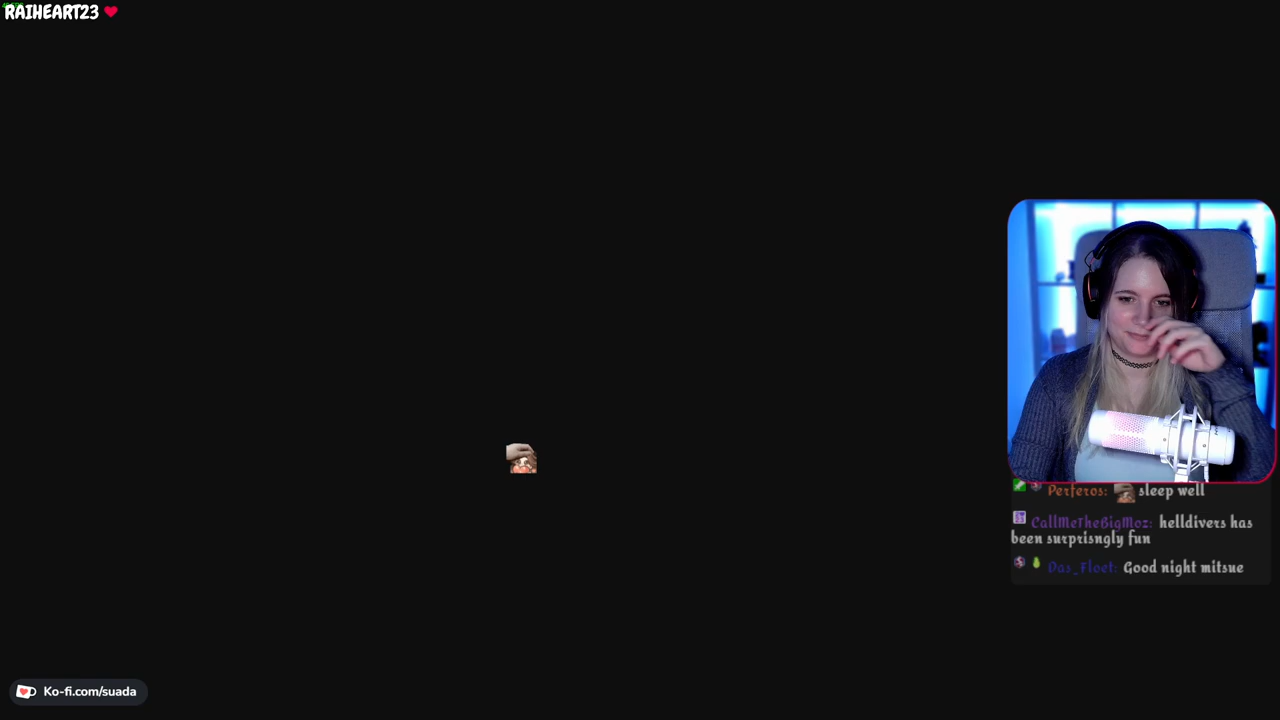 RAIHEART23
Perferos: sleep well
CallMeTheBigMoz: helldivers has
been surprisngly fun
Das_Floet: Good night mitsue
Ko-fi.com/suada